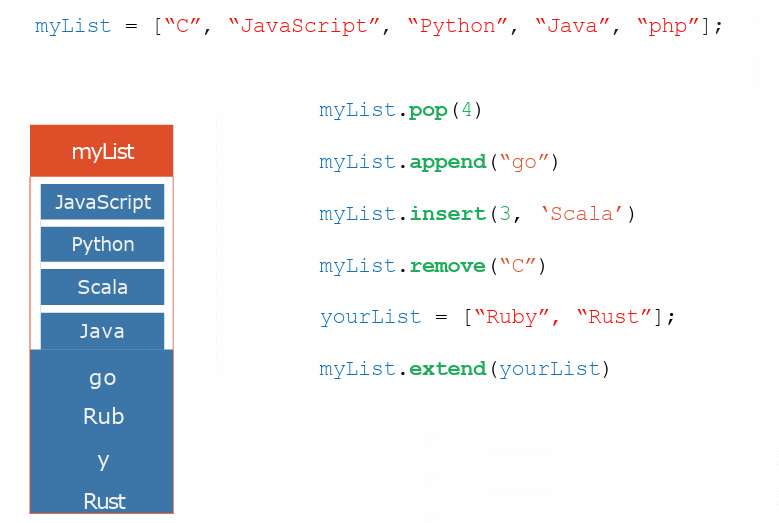 myList = [“C”, “JavaScript”, “Python”, “Java”, “php”];
myList.pop(4)
myList.append(“go”)
myList.insert(3, ‘Scala’)
myList.remove(“C”)
yourList = [“Ruby”, “Rust”];
myList.extend(yourList)
myList
JavaScript
Python
Scala
Java
go
Rub
y
Rust